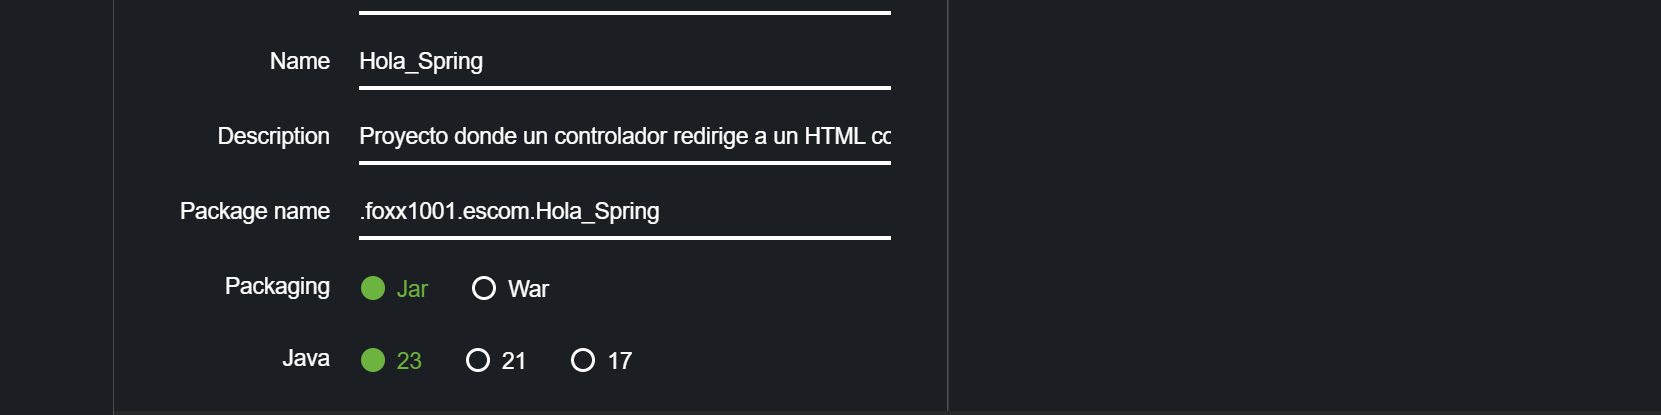 Name Hola_Spring
Description Proyecto donde un controlador redirige a un HTML
Package name .foxx1001.escom.Hola_Spring
Packaging Jar War
Java 23 21 17